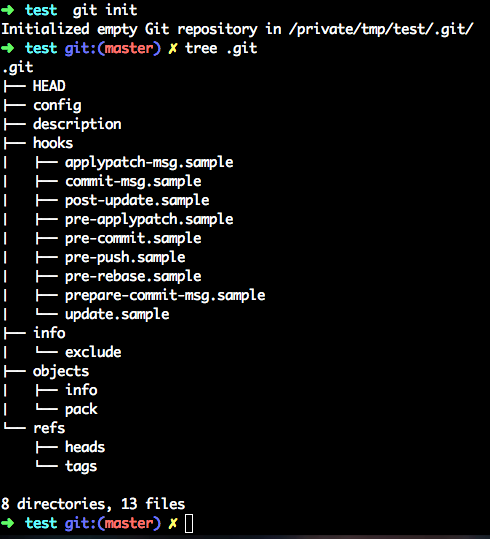 ➜  test  git init
Initialized empty Git repository in /private/tmp/test/.git/
➜  test git:(master) ✗ tree .git
.git
├── HEAD
├── config
├── description
├── hooks
│   ├── applypatch-msg.sample
│   ├── commit-msg.sample
│   ├── post-update.sample
│   ├── pre-applypatch.sample
│   ├── pre-commit.sample
│   ├── pre-push.sample
│   ├── pre-rebase.sample
│   ├── prepare-commit-msg.sample
│   └── update.sample
├── info
│   └── exclude
├── objects
│   ├── info
│   └── pack
└── refs
    ├── heads
    └── tags

8 directories, 13 files
➜  test git:(master) ✗